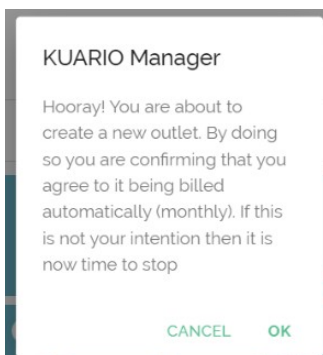 KUARIO Manager
Hooray! You are about to
create a new outlet. By doing
so you are confirming that you
agree to it being billed
automatically (monthly). If this
is not your intention then it is
now time to stop
CANCEL OK